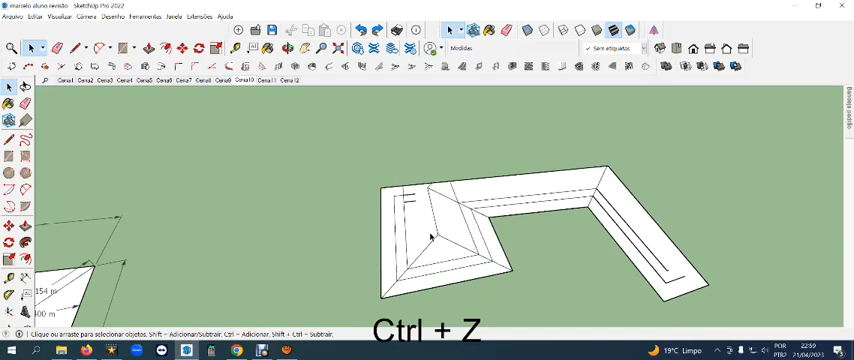 marcelo aluno revisão - SketchUp Pro 2022
Arquivo Editar Visualizar Câmera Desenho Ferramentas Janela Extensões Ajuda
Medidas
Sem etiquetas
Cena1 Cena2 Cena3 Cena4 Cena5 Cena6 Cena7 Cena8 Cena9 Cena10 Cena11 Cena12
Bandeja padrão
154 m
400 m
Ctrl + Z
Clique ou arraste para selecionar objetos. Shift = Adicionar/Subtrair. Ctrl = Adicionar. Shift + Ctrl = Subtrair.
19°C Limpo
POR
PTB2
22:59
21/04/2023